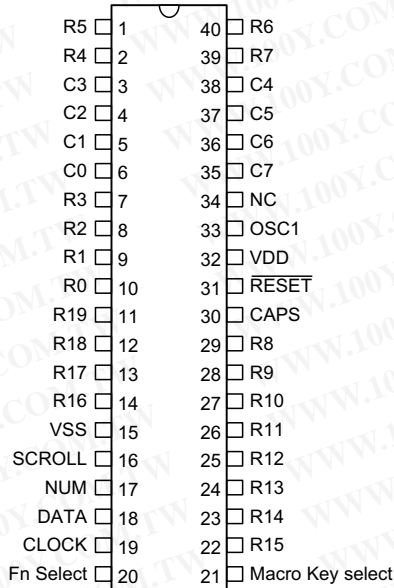 R5 1 40 R6
R4 2 39 R7
C3 3 38 C4
C2 4 37 C5
C1 5 36 C6
C0 6 35 C7
R3 7 34 NC
R2 8 33 OSC1
R1 9 32 VDD
R0 10 31 RESET
R19 11 30 CAPS
R18 12 29 R8
R17 13 28 R9
R16 14 27 R10
VSS 15 26 R11
SCROLL 16 25 R12
NUM 17 24 R13
DATA 18 23 R14
CLOCK 19 22 R15
Fn Select 20 21 Macro Key select
WWW.100Y.COM.TW